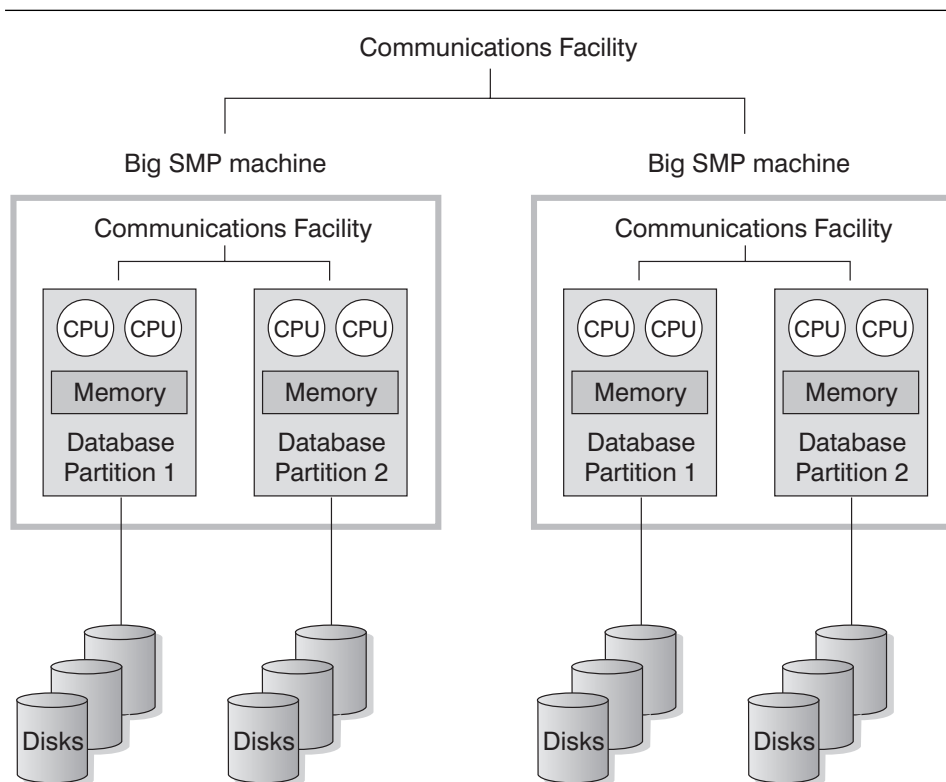 Communications Facility
Big SMP machine
Big SMP machine
Communications Facility
Communications Facility
CPU CPU
CPU CPU
CPU CPU
CPU CPU
Memory
Memory
Memory
Memory
Database
Partition 1
Database
Partition 2
Database
Partition 1
Database
Partition 2
Disks
Disks
Disks
Disks